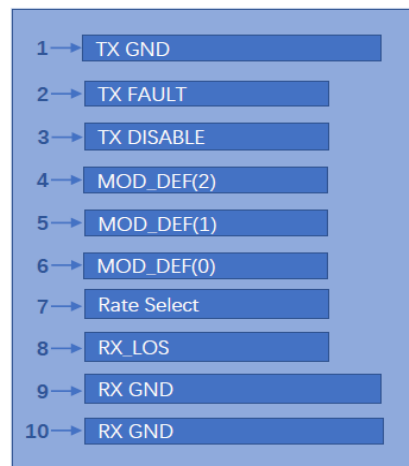 1 TX GND
2 TX FAULT
3 TX DISABLE
4 MOD_DEF(2)
5 MOD_DEF(1)
6 MOD_DEF(0)
7 Rate Select
8 RX_LOS
9 RX GND
10 RX GND